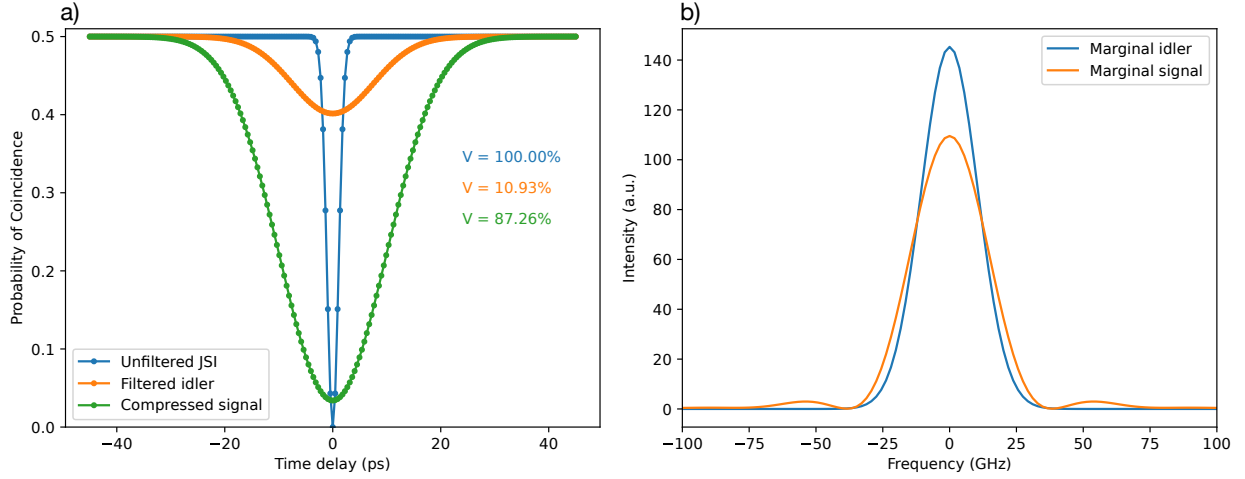 a)
Probability of Coincidence
0.5
0.4
0.3
0.2
0.1
0.0
V = 100.00%
V = 10.93%
V = 87.26%
Unfiltered JSI
Filtered idler
Compressed signal
−40
−20
0
20
40
Time delay (ps)
b)
Intensity (a.u.)
140
120
100
80
60
40
20
0
Marginal idler
Marginal signal
−100
−75
−50
−25
0
25
50
75
100
Frequency (GHz)